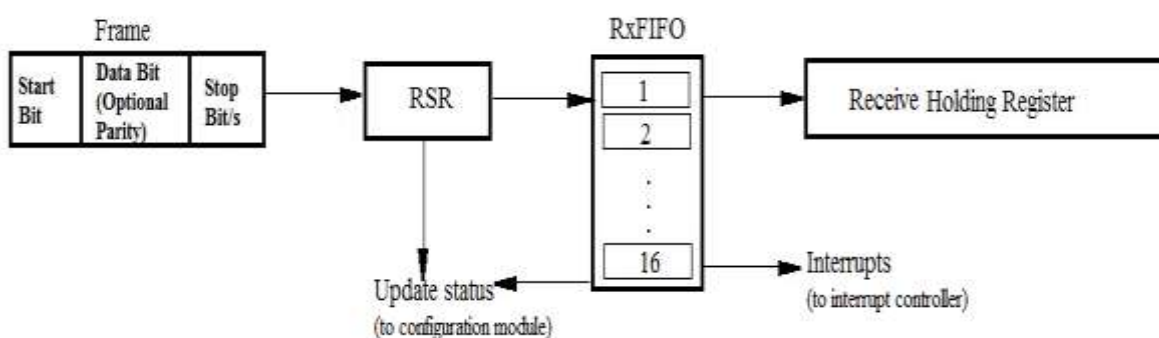 Frame
Start
Bit
Data Bit
(Optional
Parity)
Stop
Bit/s
RSR
RxFIFO
1
2
.
.
.
16
Receive Holding Register
Update status
(to configuration module)
Interrupts
(to interrupt controller)